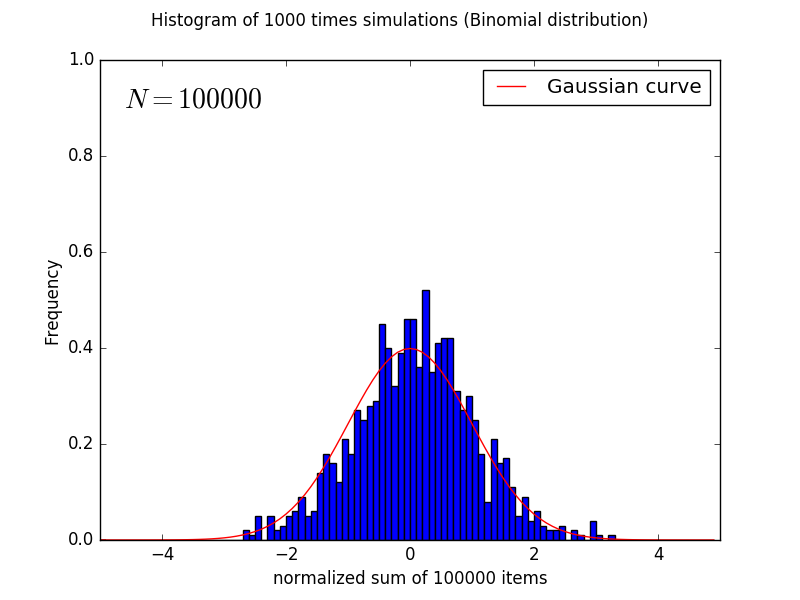 Histogram of 1000 times simulations (Binomial distribution)
1.0
N = 100000
Gaussian curve
0.8
0.6
Frequency
0.4
0.2
0.0
−4 −2 0 2 4
normalized sum of 100000 items